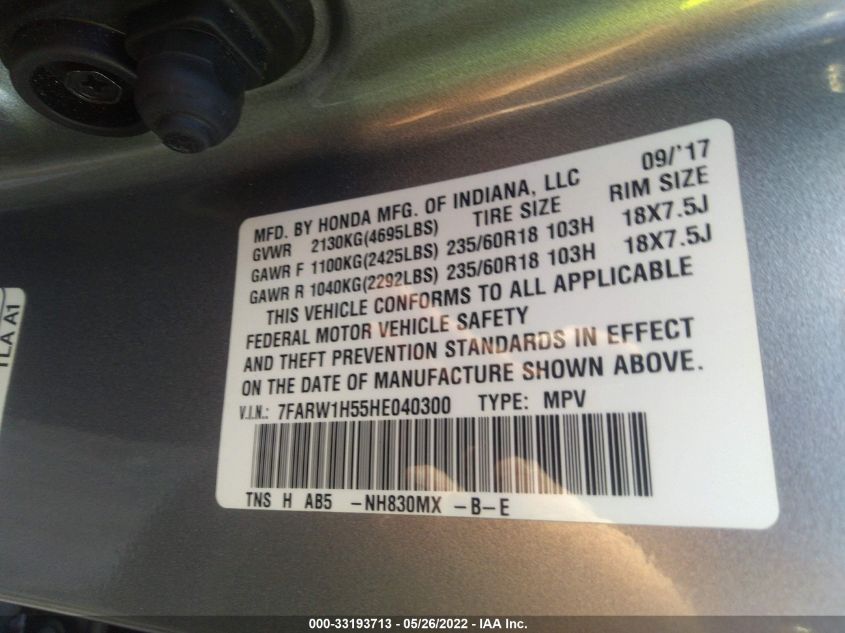 MFD. BY HONDA MFG. OF INDIANA, LLC 09/'17
GVWR 2130KG(4695LBS) TIRE SIZE RIM SIZE
GAWR F 1100KG(2425LBS) 235/60R18 103H 18X7.5J
GAWR R 1040KG(2292LBS) 235/60R18 103H 18X7.5J
THIS VEHICLE CONFORMS TO ALL APPLICABLE
FEDERAL MOTOR VEHICLE SAFETY
AND THEFT PREVENTION STANDARDS IN EFFECT
ON THE DATE OF MANUFACTURE SHOWN ABOVE.
V.I.N.: 7FARW1H55HE040300 TYPE: MPV
TNS H AB5 -NH830MX -B-E
TLA A1
000-33193713 - 05/26/2022 - IAA Inc.